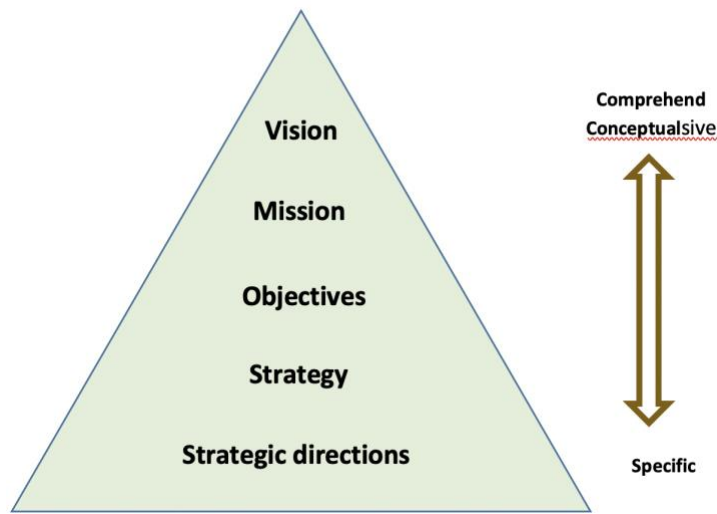 Vision
Mission
Objectives
Strategy
Strategic directions
Comprehend
Conceptualsive
Specific